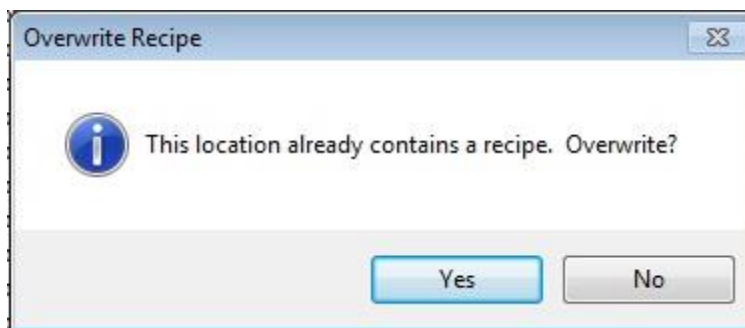 Overwrite Recipe
This location already contains a recipe.  Overwrite?
Yes
No